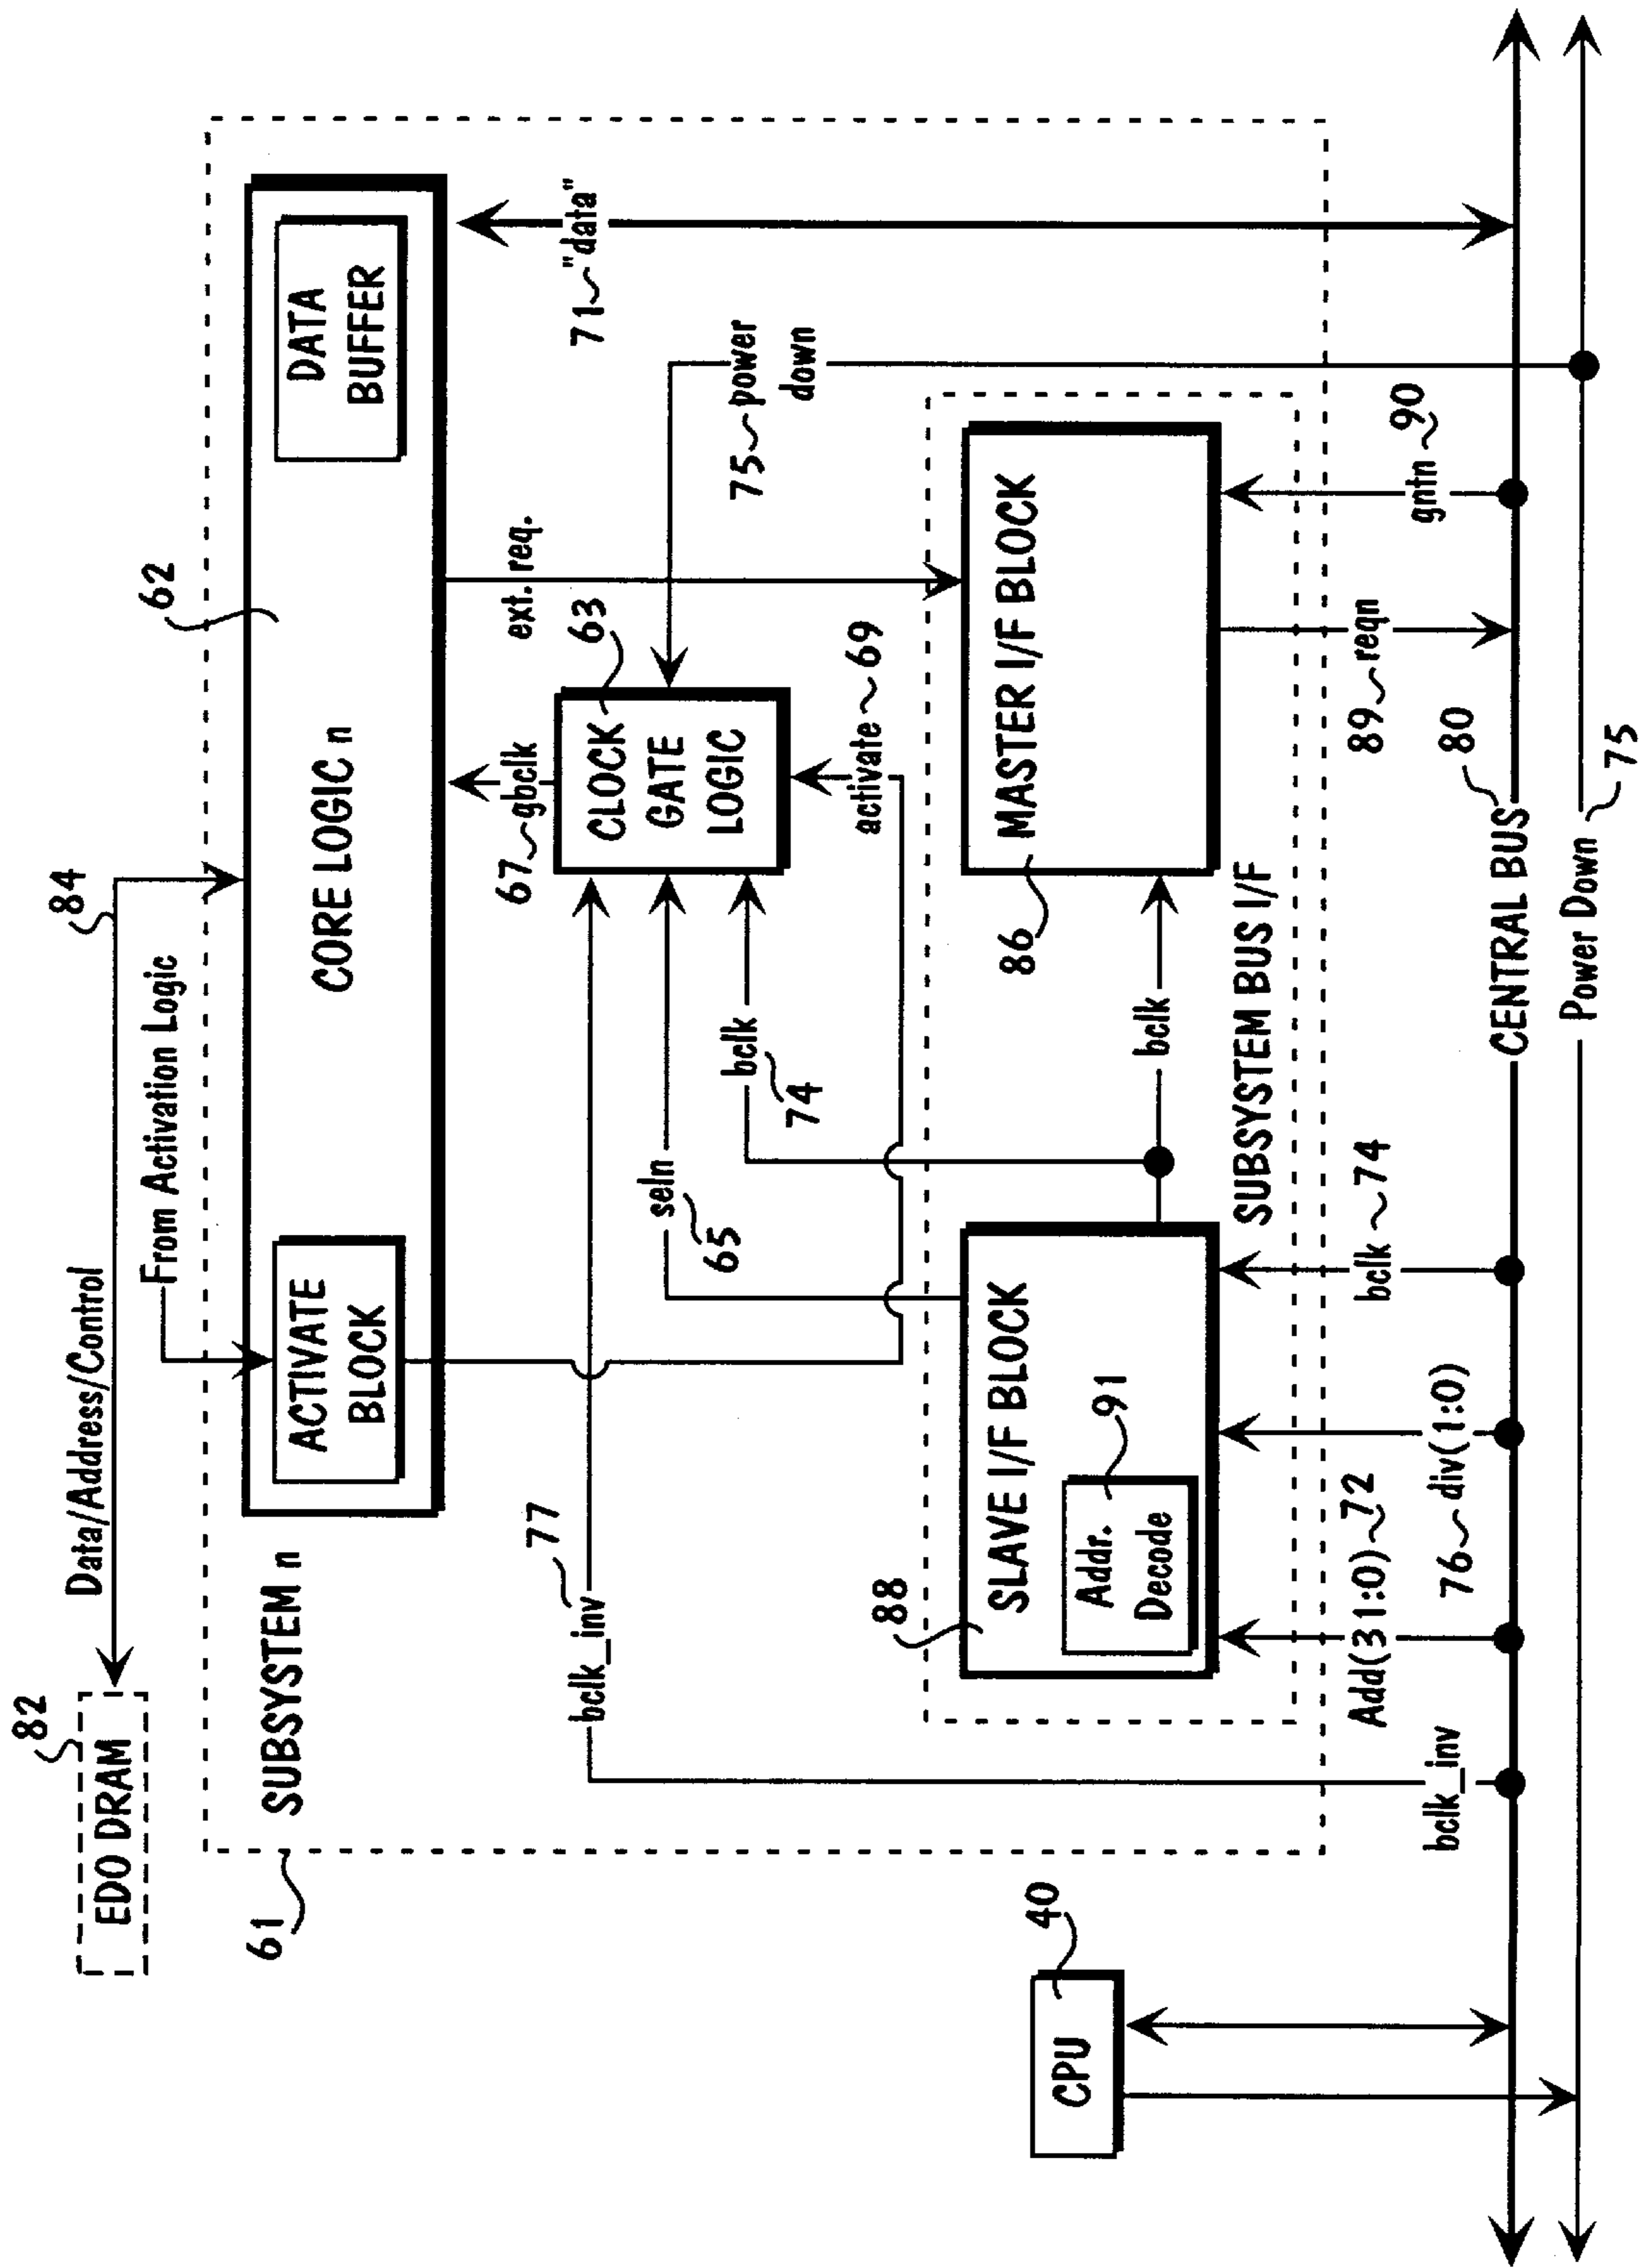 82
EDO DRAM
Data/Address/Control
84
From Activation Logic
61
SUBSYSTEM n
62
ACTIVATE
BLOCK
CORE LOGIC n
DATA
BUFFER
77
bclk_inv
seln
65
bclk
74
67 gbclk
CLOCK
GATE
LOGIC
63
ext. req.
activate 69
75 power
down
71 "data"
88
SLAVE I/F BLOCK
Addr.
Decode
91
bclk
86
MASTER I/F BLOCK
SUBSYSTEM BUS I/F
CPU
40
bclk_inv
Add(31:0) 72
76 div(1:0)
bclk 74
89 reqn
gntn 90
CENTRAL BUS
80
Power Down
75